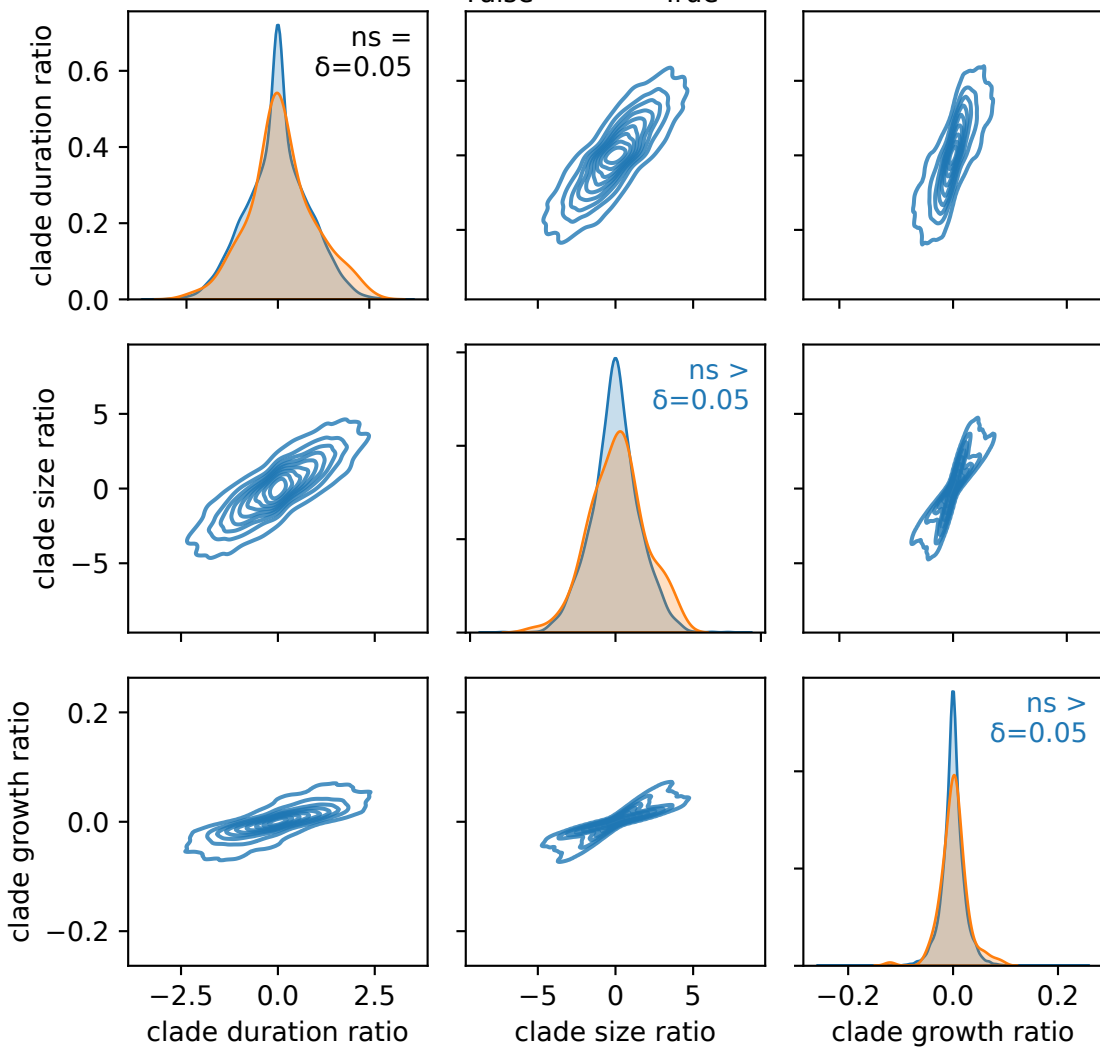 clade duration ratio
0.6
0.4
0.2
0.0
ns =
δ=0.05
clade size ratio
5
0
−5
ns >
δ=0.05
clade growth ratio
0.2
0.0
−0.2
ns >
δ=0.05
−2.5 0.0 2.5
−5 0 5
−0.2 0.0 0.2
clade duration ratio
clade size ratio
clade growth ratio